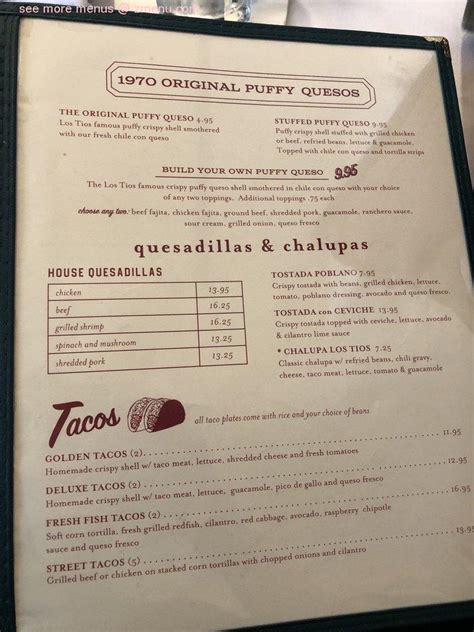 see more menus @ zmenu.com
1970 ORIGINAL PUFFY QUESOS
THE ORIGINAL PUFFY QUESO 4.95
Los Tios famous puffy crispy shell smothered
with our fresh chile con queso
STUFFED PUFFY QUESO 9.95
Puffy crispy shell stuffed with grilled chicken
or beef, refried beans, lettuce & guacamole.
Topped with chile con queso and tortilla strips
BUILD YOUR OWN PUFFY QUESO 9.95
The Los Tios famous crispy puffy queso shell smothered in chile con queso with your choice
of any two toppings. Additional toppings .75 each
choose any two: beef fajita, chicken fajita, ground beef, shredded pork, guacamole, ranchero sauce,
sour cream, grilled onion, queso fresco
quesadillas & chalupas
HOUSE QUESADILLAS
chicken 13.95
beef 16.25
grilled shrimp 16.25
spinach and mushroom 13.25
shredded pork 13.25
TOSTADA POBLANO 7.95
Crispy tostada with beans, grilled chicken, lettuce,
tomato, poblano dressing, avocado and queso fresco.
TOSTADA con CEVICHE 13.95
Crispy tostada topped with ceviche, lettuce, avocado
& cilantro lime sauce
* CHALUPA LOS TIOS 7.25
Classic chalupa w/ refried beans, chili gravy,
cheese, taco meat, lettuce, tomato & guacamole
Tacos
all taco plates come with rice and your choice of beans
GOLDEN TACOS (2) 11.95
Homemade crispy shell w/ taco meat, lettuce, shredded cheese and fresh tomatoes
DELUXE TACOS (2) 12.95
Homemade crispy shell w/ taco meat, lettuce, guacamole, pico de gallo and queso fresco
FRESH FISH TACOS (2) 16.95
Soft corn tortilla, fresh grilled redfish, cilantro, red cabbage, avocado, raspberry chipotle
sauce and queso fresco
STREET TACOS (5)
Grilled beef or chicken on stacked corn tortillas with chopped onions and cilantro